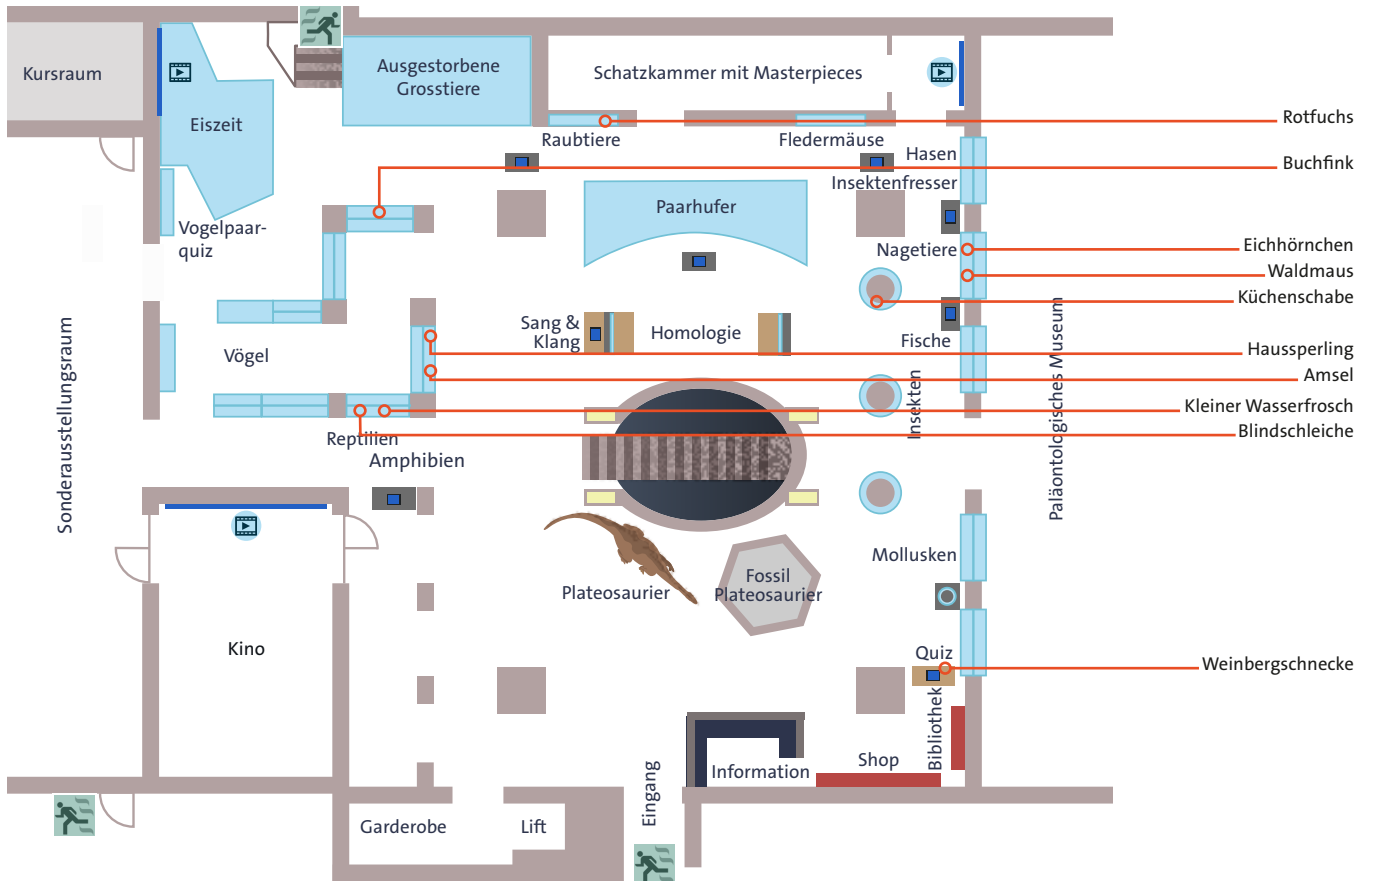 Kursraum
Eiszeit
Ausgestorbene
Grosstiere
Schatzkammer mit Masterpieces
Raubtiere
Fledermäuse
Hasen
Insektenfresser
Paarhufer
Vogelpaar-
quiz
Nagetiere
Sang &
Klang
Homologie
Fische
Vögel
Insekten
Paläontologisches Museum
Sonderausstellungsraum
Reptilien
Amphibien
Mollusken
Plateosaurier
Fossil
Plateosaurier
Kino
Quiz
Bibliothek
Shop
Information
Eingang
Garderobe
Lift
Rotfuchs
Buchfink
Eichhörnchen
Waldmaus
Küchenschabe
Haussperling
Amsel
Kleiner Wasserfrosch
Blindschleiche
Weinbergschnecke